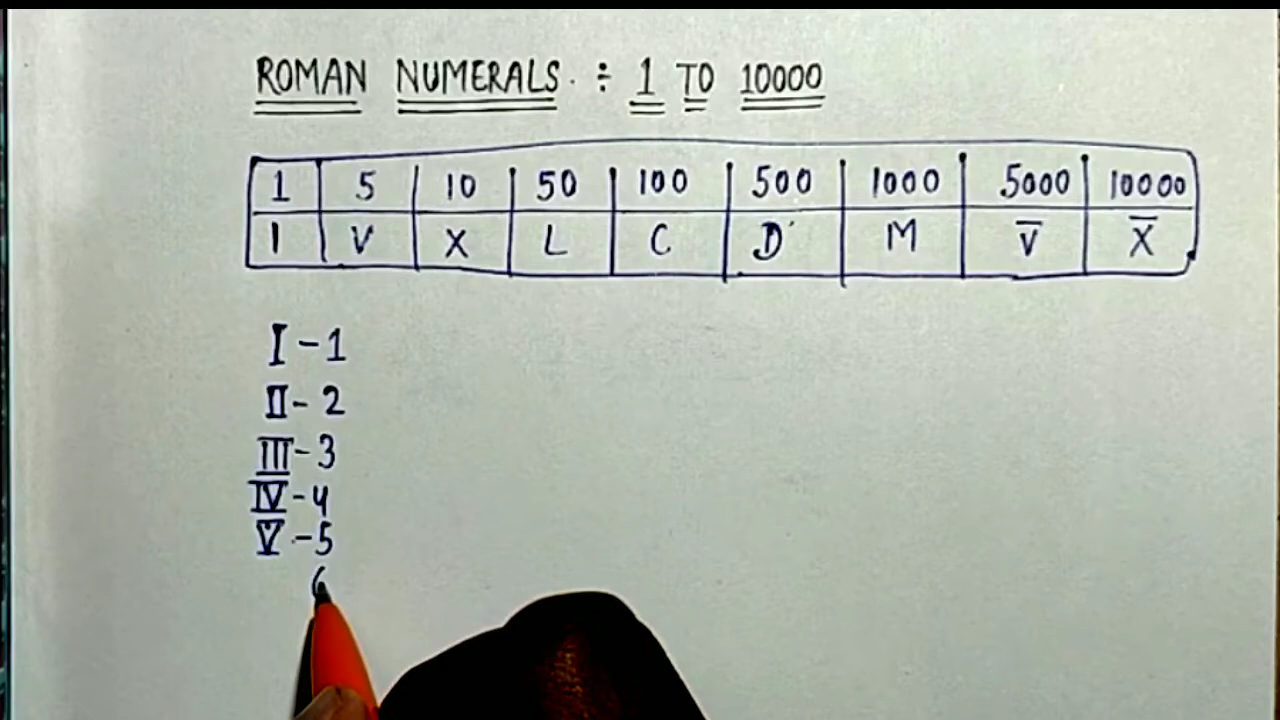 ROMAN NUMERALS. ÷ 1 TO 10000
1 5 10 50 100 500 1000 5000 10000
I V X L C D M V̅ X̅
I - 1
II - 2
III - 3
IV - 4
V - 5
6